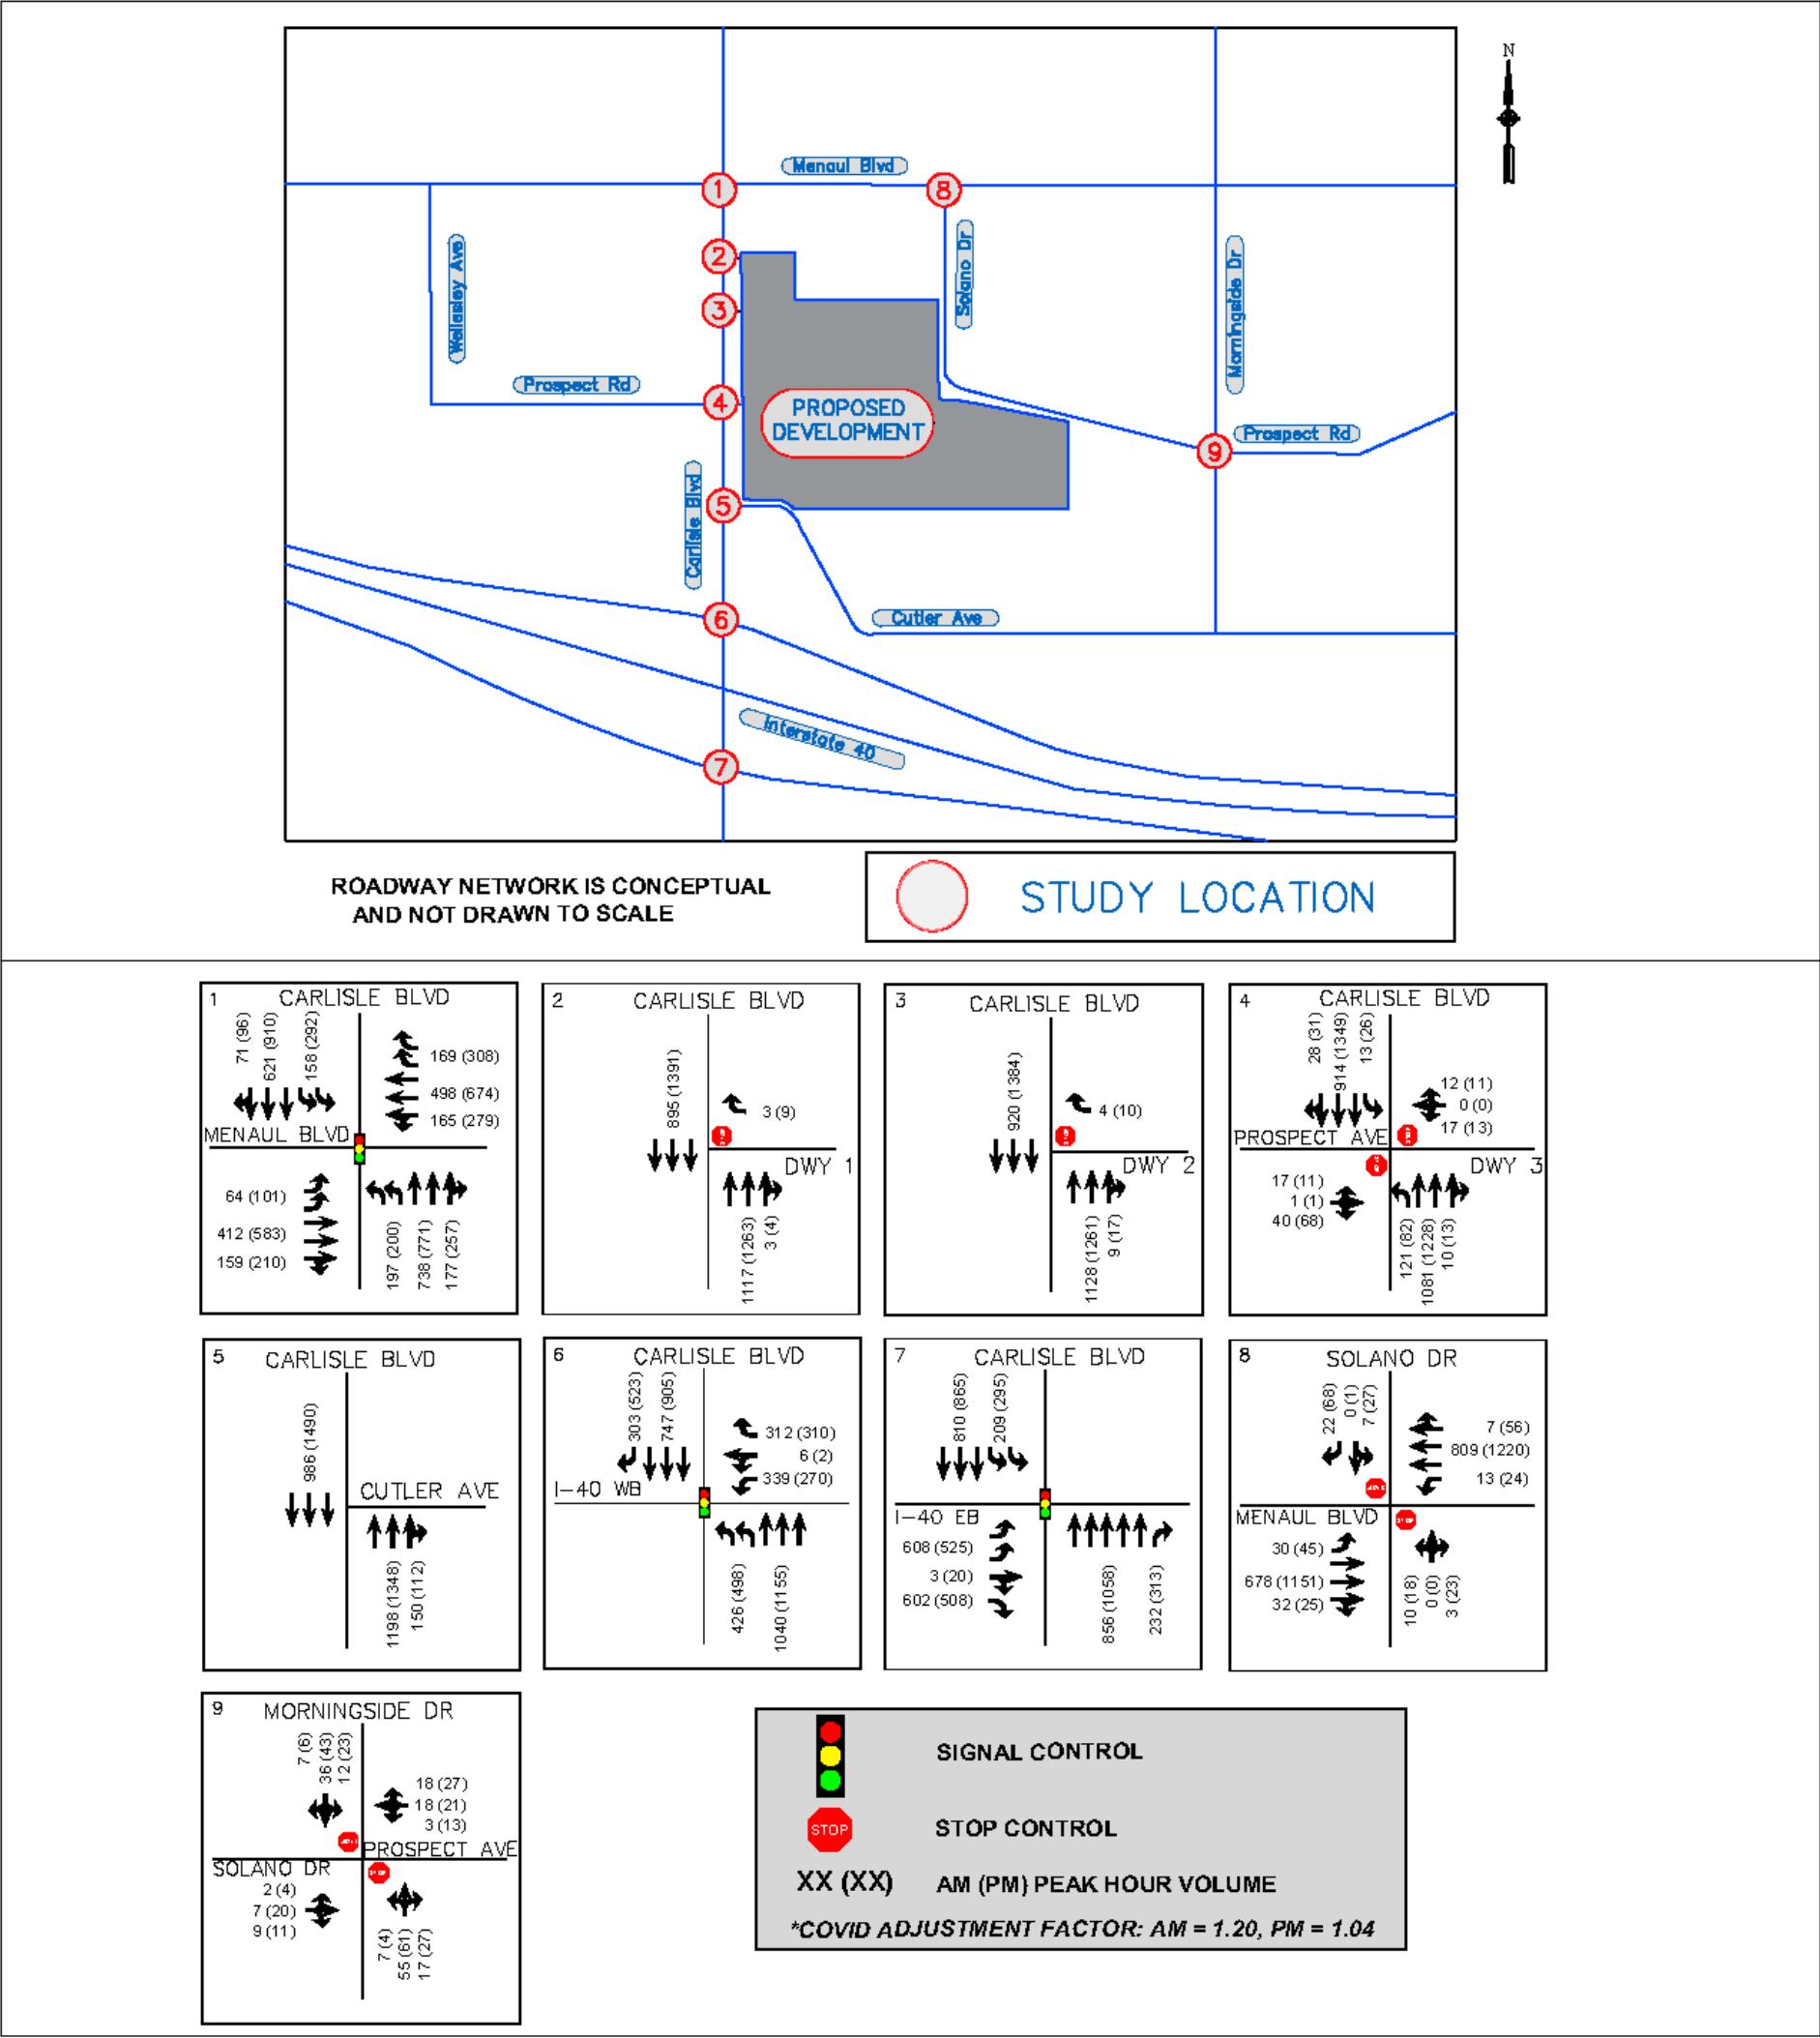 N
Menaul Blvd
1
8
2
Solano Dr
Wellesley Ave
Morningside Dr
3
Prospect Rd
4
PROPOSED
DEVELOPMENT
Prospect Rd
9
Carlisle Blvd
5
6
Cutler Ave
Interstate 40
7
ROADWAY NETWORK IS CONCEPTUAL
AND NOT DRAWN TO SCALE
STUDY LOCATION
1
CARLISLE BLVD
71 (96)
621 (910)
158 (292)
169 (308)
498 (674)
165 (279)
MENAUL BLVD
64 (101)
412 (583)
159 (210)
197 (200)
738 (771)
177 (257)
2
CARLISLE BLVD
895 (1391)
3 (9)
DWY 1
1117 (1263)
3 (4)
3
CARLISLE BLVD
920 (1384)
4 (10)
DWY 2
1128 (1261)
9 (17)
4
CARLISLE BLVD
28 (31)
914 (1349)
13 (26)
12 (11)
0 (0)
17 (13)
PROSPECT AVE
DWY 3
17 (11)
1 (1)
40 (68)
121 (82)
1081 (1228)
10 (13)
5
CARLISLE BLVD
986 (1490)
CUTLER AVE
1198 (1348)
150 (112)
6
CARLISLE BLVD
303 (523)
747 (905)
312 (310)
6 (2)
339 (270)
I-40 WB
426 (498)
1040 (1155)
7
CARLISLE BLVD
810 (865)
209 (295)
I-40 EB
608 (525)
3 (20)
602 (508)
856 (1058)
232 (313)
8
SOLANO DR
22 (68)
0 (1)
7 (27)
7 (56)
809 (1220)
13 (24)
MENAUL BLVD
30 (45)
678 (1151)
32 (25)
10 (18)
0 (0)
3 (23)
9
MORNINGSIDE DR
7 (6)
36 (43)
12 (23)
18 (27)
18 (21)
3 (13)
PROSPECT AVE
SOLANO DR
2 (4)
7 (20)
9 (11)
7 (4)
55 (61)
17 (27)
SIGNAL CONTROL
STOP
STOP CONTROL
XX (XX)
AM (PM) PEAK HOUR VOLUME
*COVID ADJUSTMENT FACTOR: AM = 1.20, PM = 1.04